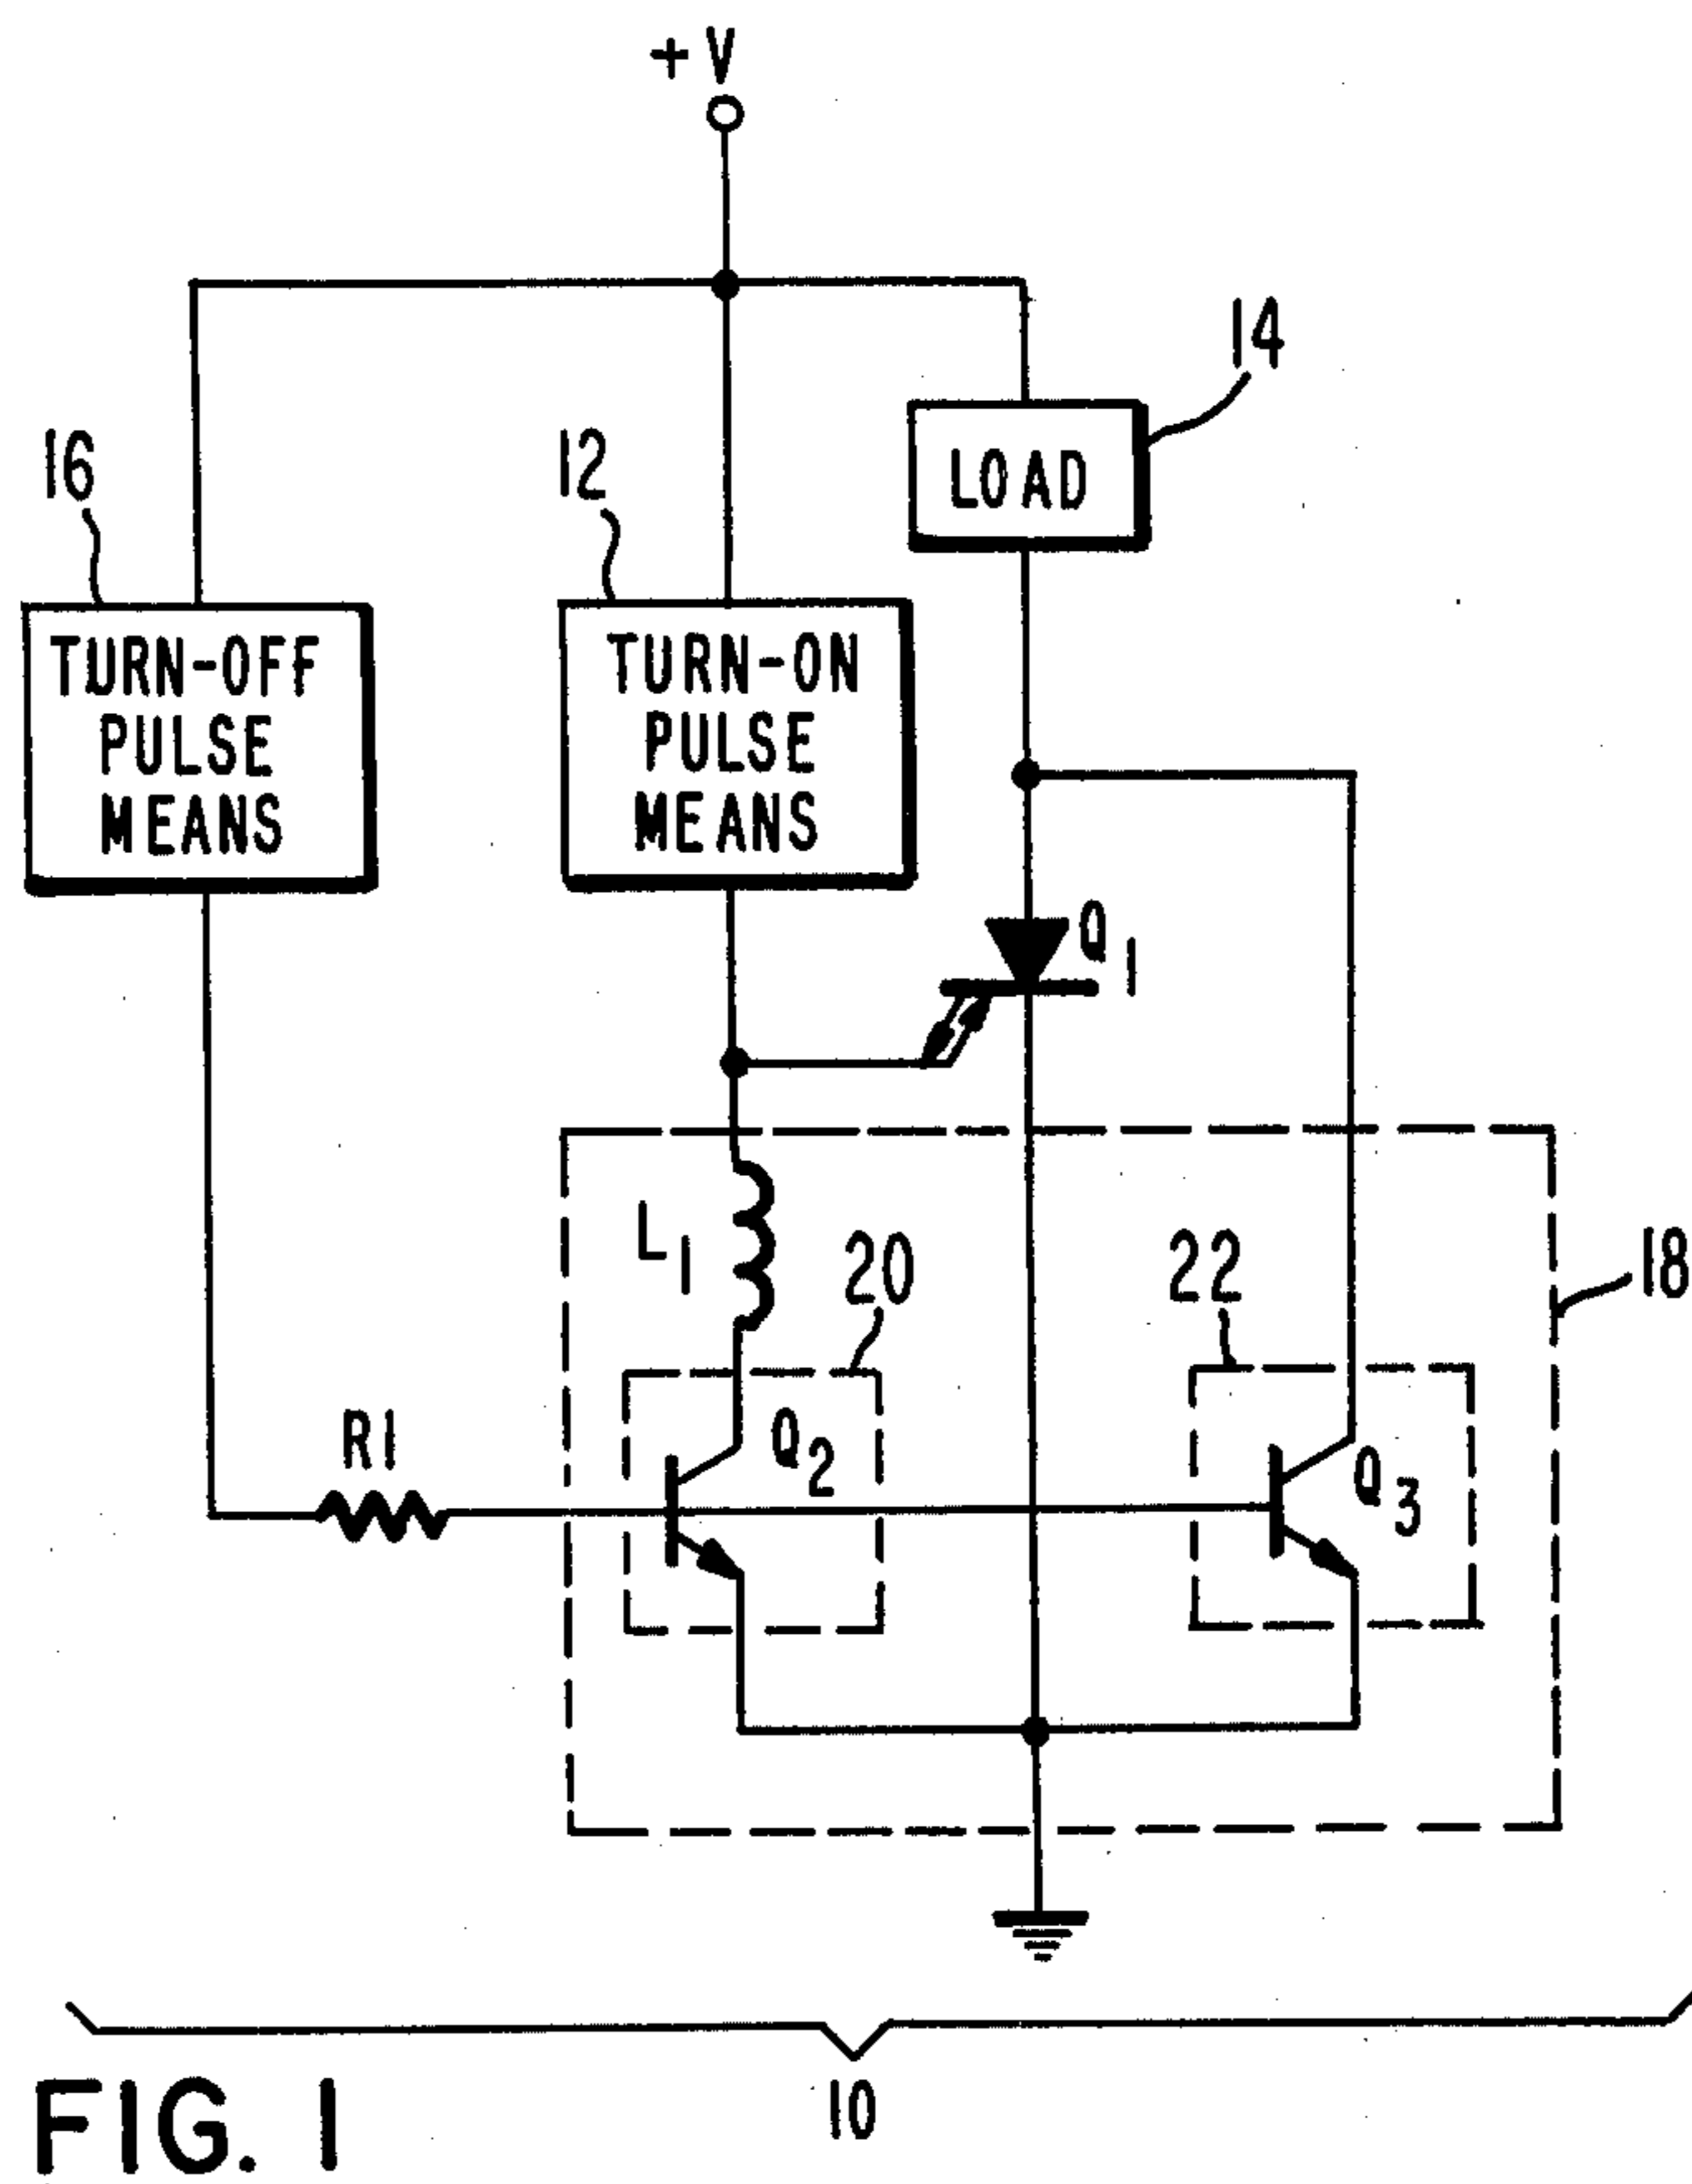 +V
14
16
12
LOAD
TURN-OFF
PULSE
MEANS
TURN-ON
PULSE
MEANS
Q1
L1
20
22
18
R1
Q2
Q3
10
FIG. 1